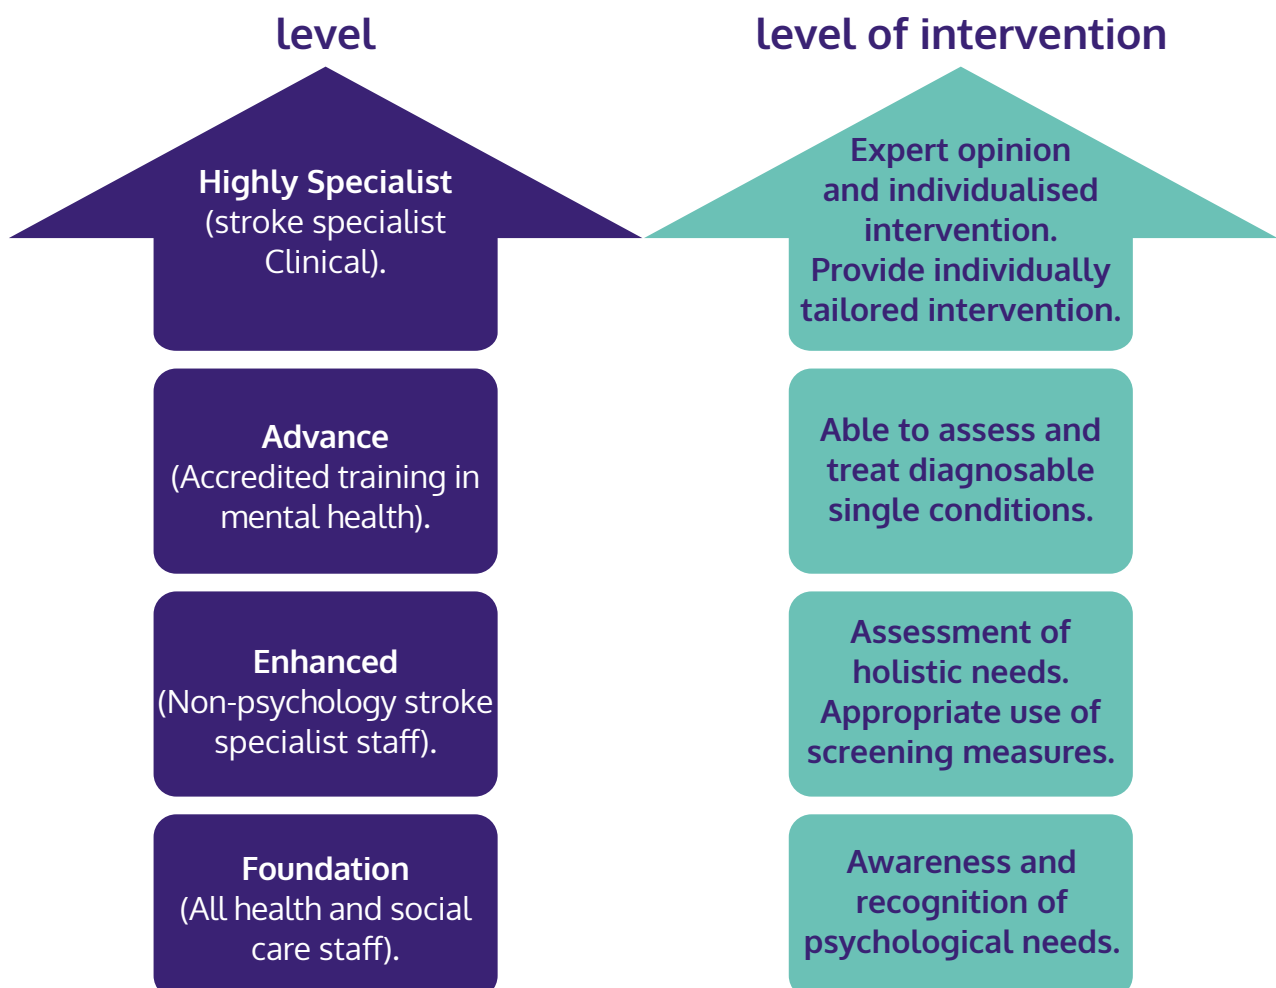 level
Highly Specialist
(stroke specialist
Clinical).
Advance
(Accredited training in
mental health).
Enhanced
(Non-psychology stroke
specialist staff).
Foundation
(All health and social
care staff).
level of intervention
Expert opinion
and individualised
intervention.
Provide individually
tailored intervention.
Able to assess and
treat diagnosable
single conditions.
Assessment of
holistic needs.
Appropriate use of
screening measures.
Awareness and
recognition of
psychological needs.